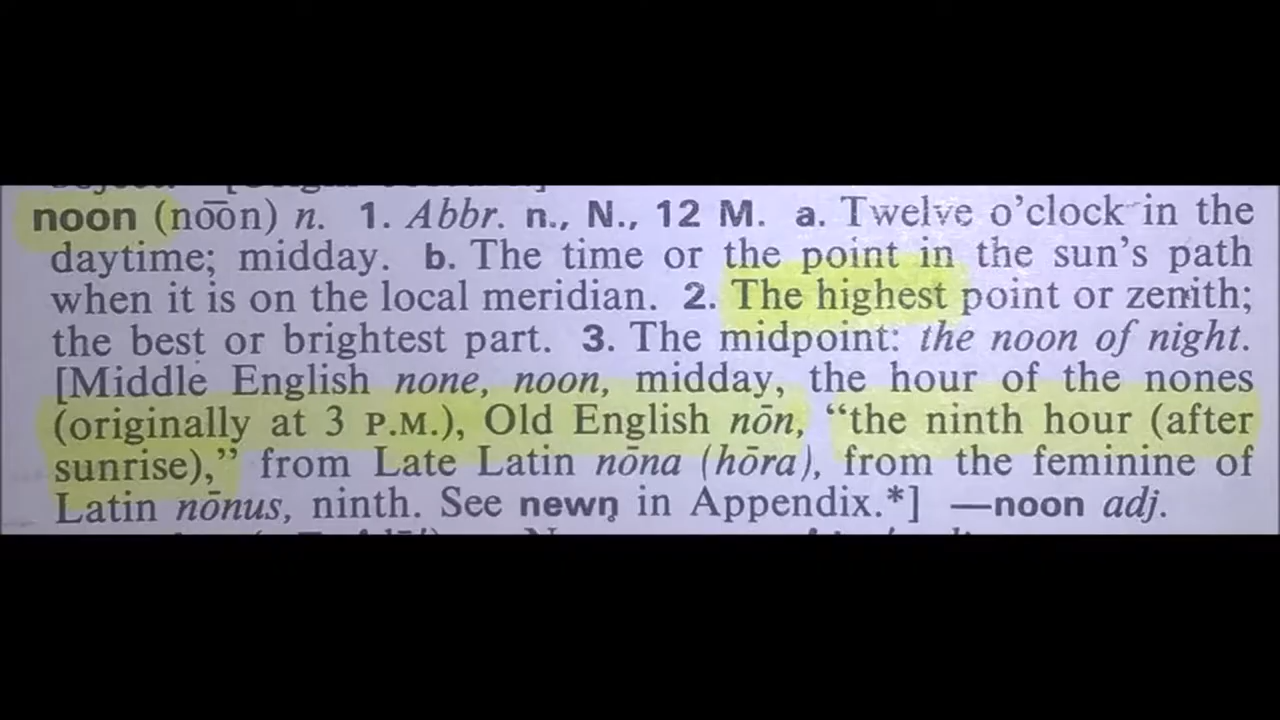 noon (no͞on) n. 1. Abbr. n., N., 12 M. a. Twelve o’clock in the
daytime; midday. b. The time or the point in the sun’s path
when it is on the local meridian. 2. The highest point or zenith;
the best or brightest part. 3. The midpoint: the noon of night.
[Middle English none, noon, midday, the hour of the nones
(originally at 3 P.M.), Old English nōn, “the ninth hour (after
sunrise),” from Late Latin nōna (hōra), from the feminine of
Latin nōnus, ninth. See newṇ in Appendix.*] —noon adj.